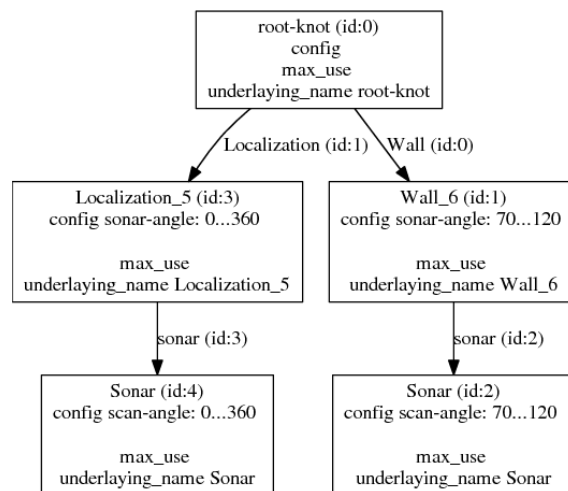 root-knot (id:0)
config
max_use
underlaying_name root-knot
Localization (id:1)
Wall (id:0)
Localization_5 (id:3)
config sonar-angle: 0...360
max_use
underlaying_name Localization_5
Wall_6 (id:1)
config sonar-angle: 70...120
max_use
underlaying_name Wall_6
sonar (id:3)
sonar (id:2)
Sonar (id:4)
config scan-angle: 0...360
max_use
underlaying_name Sonar
Sonar (id:2)
config scan-angle: 70...120
max_use
underlaying_name Sonar